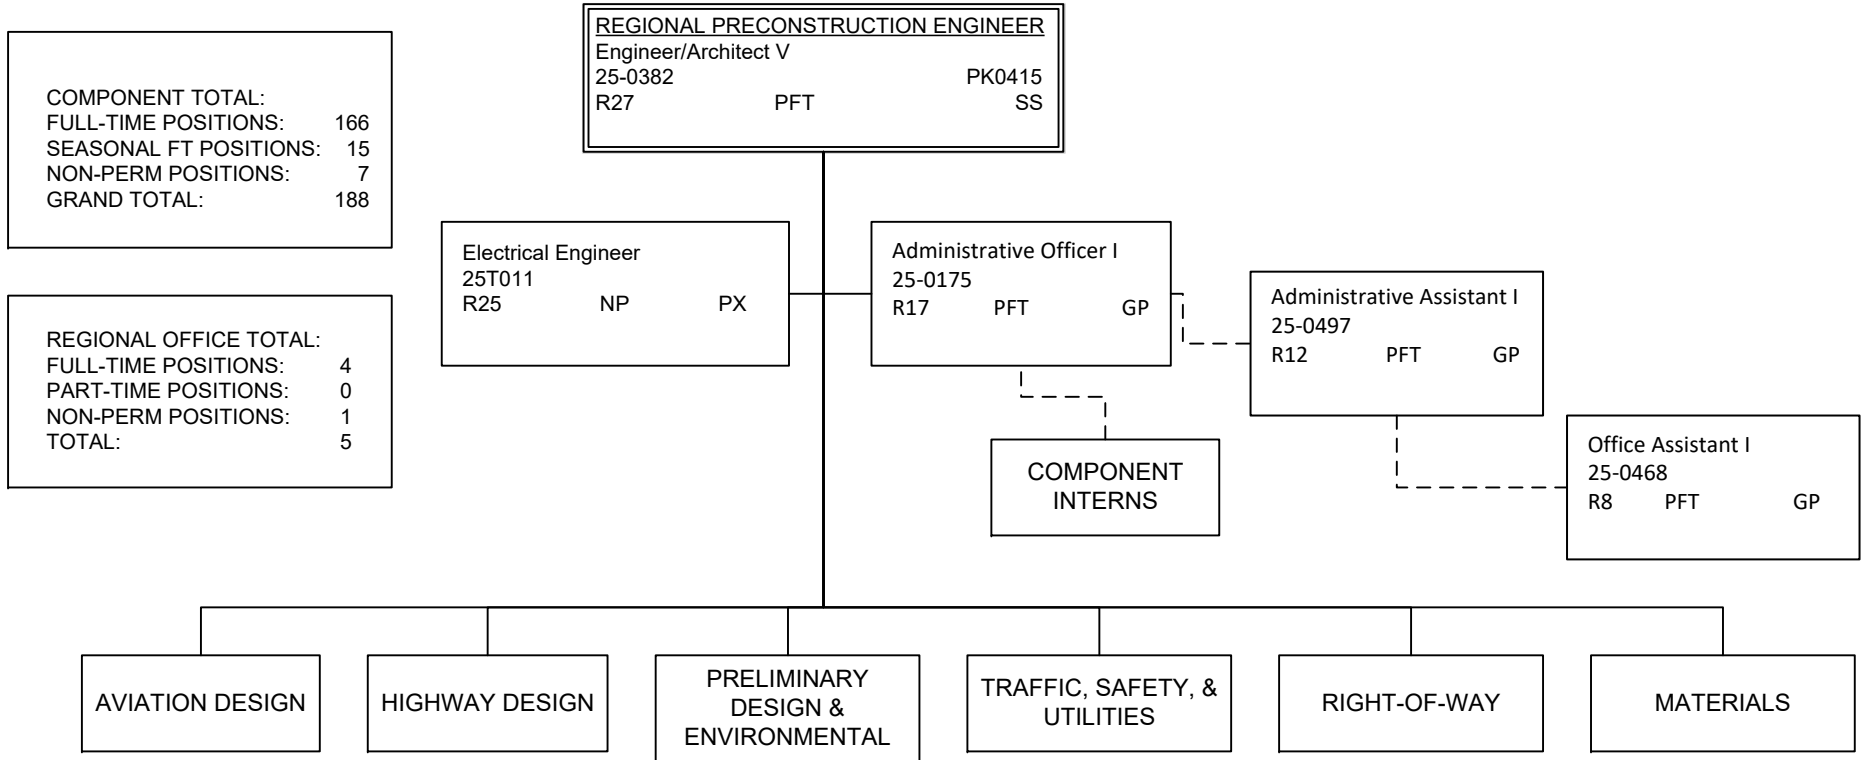 COMPONENT TOTAL:
FULL-TIME POSITIONS: 166
SEASONAL FT POSITIONS: 15
NON-PERM POSITIONS: 7
GRAND TOTAL: 188
REGIONAL OFFICE TOTAL:
FULL-TIME POSITIONS: 4
PART-TIME POSITIONS: 0
NON-PERM POSITIONS: 1
TOTAL: 5
REGIONAL PRECONSTRUCTION ENGINEER
Engineer/Architect V
25-0382 PK0415
R27 PFT SS
Electrical Engineer
25T011
R25 NP PX
Administrative Officer I
25-0175
R17 PFT GP
Administrative Assistant I
25-0497
R12 PFT GP
Office Assistant I
25-0468
R8 PFT GP
COMPONENT
INTERNS
AVIATION DESIGN
HIGHWAY DESIGN
PRELIMINARY
DESIGN &
ENVIRONMENTAL
TRAFFIC, SAFETY, &
UTILITIES
RIGHT-OF-WAY
MATERIALS